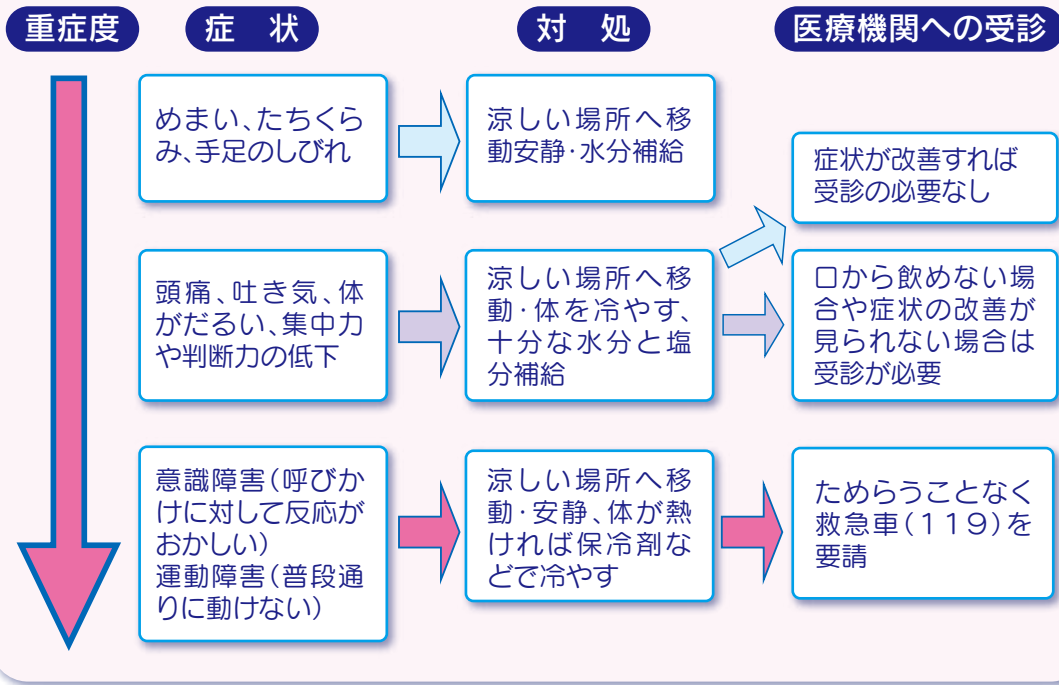 重症度
症 状
対 処
医療機関への受診
めまい、たちくら
み、手足のしびれ
涼しい場所へ移
動安静・水分補給
症状が改善すれば
受診の必要なし
頭痛、吐き気、体
がだるい、集中力
や判断力の低下
涼しい場所へ移
動・体を冷やす、
十分な水分と塩
分補給
口から飲めない場
合や症状の改善が
見られない場合は
受診が必要
意識障害(呼びか
けに対して反応が
おかしい)
運動障害(普段通
りに動けない)
涼しい場所へ移
動・安静、体が熱
ければ保冷剤な
どで冷やす
ためらうことなく
救急車(119)を
要請